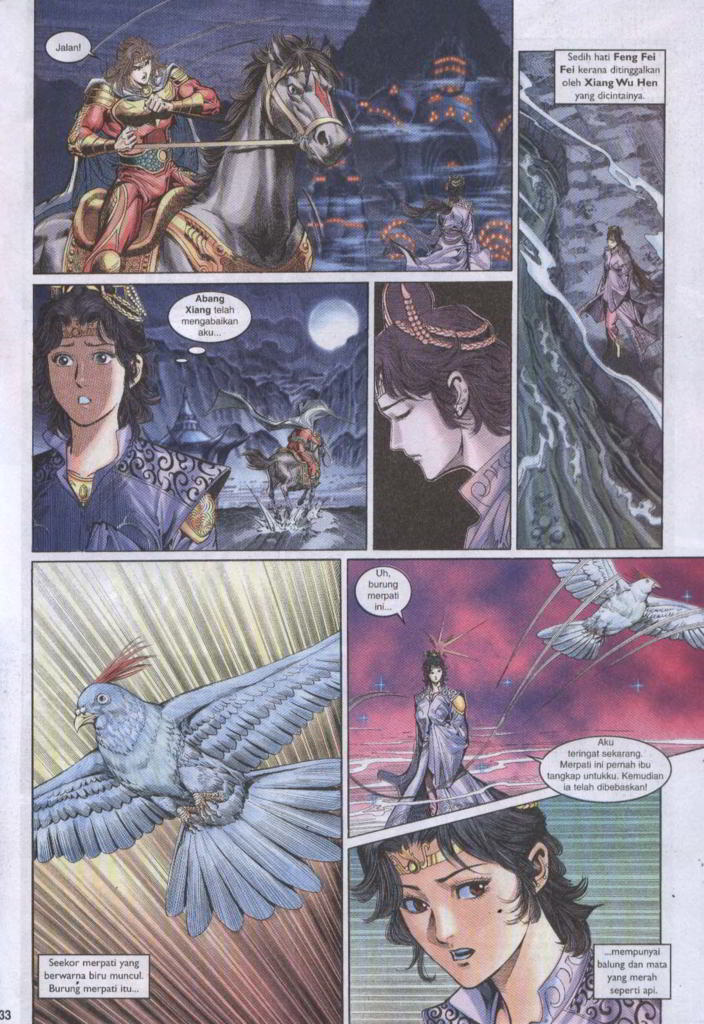 Jalan!
Sedih hati Feng Fei
Fei kerana ditinggalkan
oleh Xiang Wu Hen
yang dicintainya.
Abang
Xiang telah
mengabaikan
aku...
Uh,
burung
merpati
ini...
Aku
teringat sekarang.
Merpati ini pernah ibu
tangkap untukku. Kemudian
ia telah dibebaskan!
Seekor merpati yang
berwarna biru muncul.
Burung merpati itu...
...mempunyai
balung dan mata
yang merah
seperti api.
33